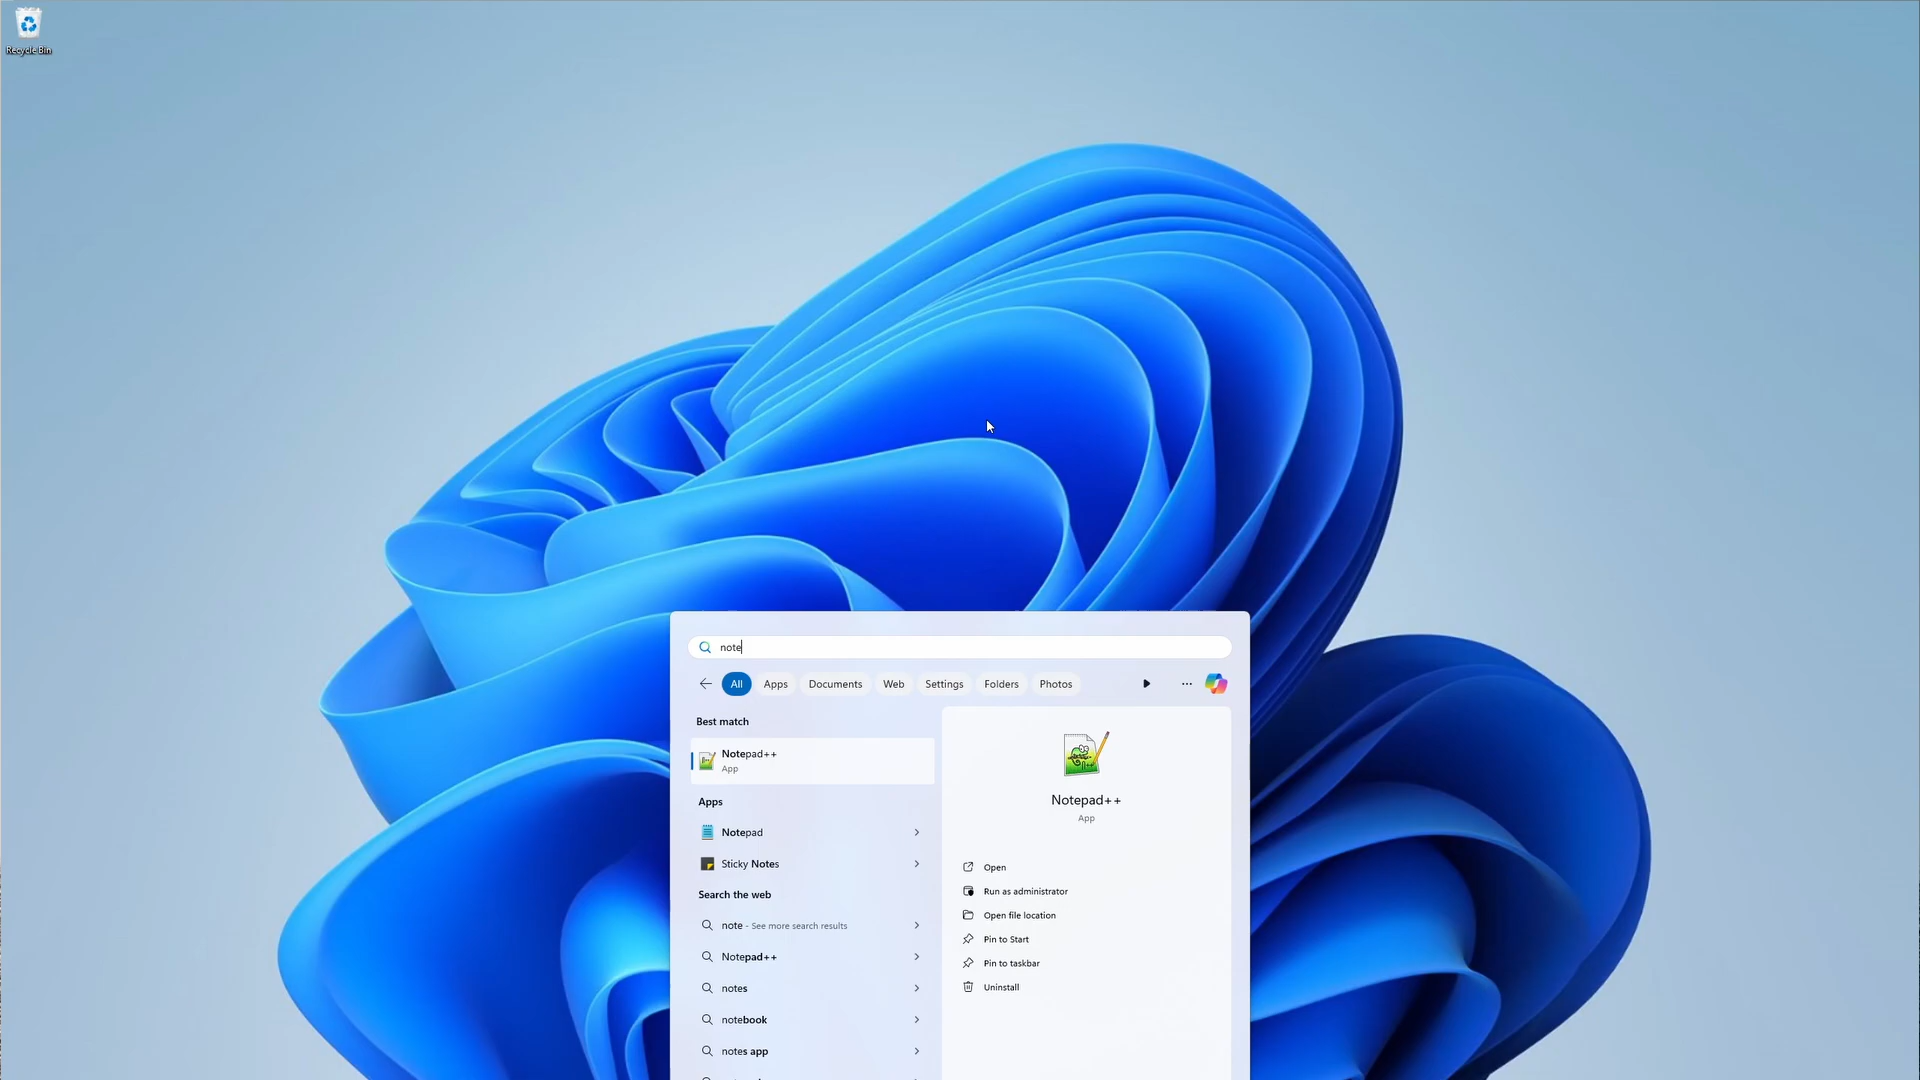 Recycle Bin
note
All Apps Documents Web Settings Folders Photos
Best match
Notepad++
App
Apps
Notepad
Sticky Notes
Search the web
note - See more search results
Notepad++
notes
notebook
notes app
Notepad++
App
Open
Run as administrator
Open file location
Pin to Start
Pin to taskbar
Uninstall